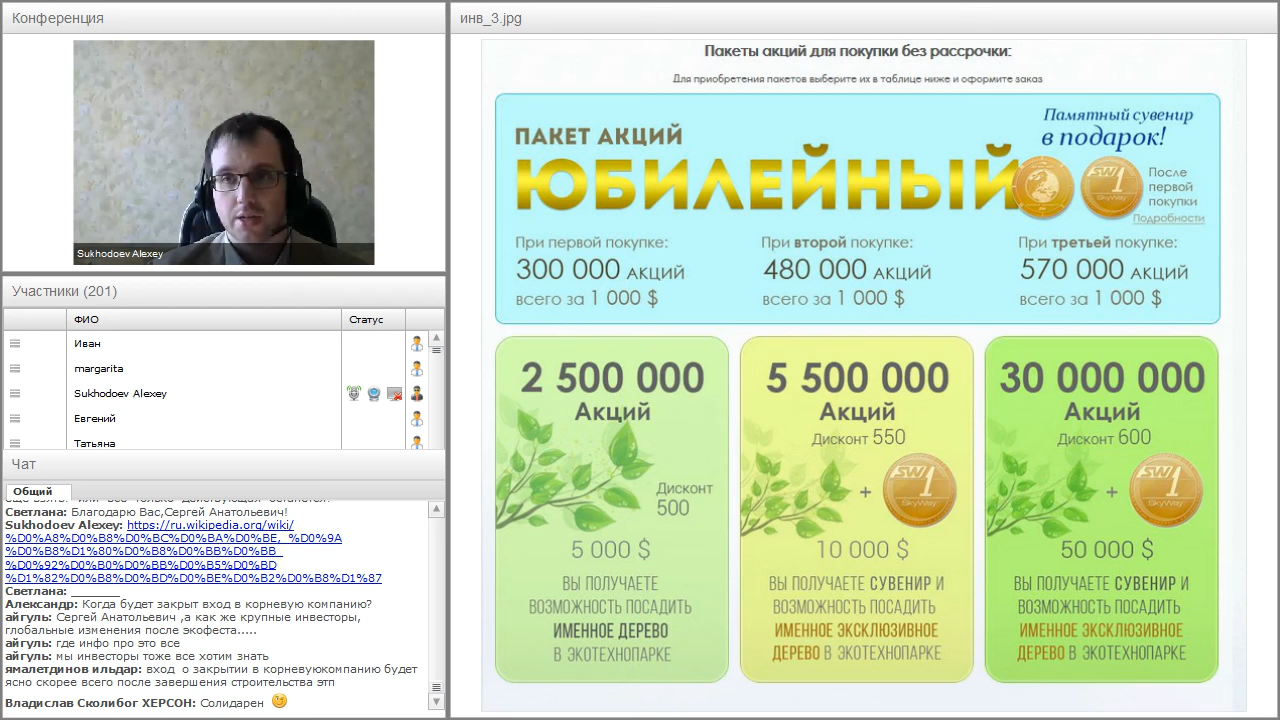 Конференция
Sukhodoev Alexey
Участники (201)
ФИО
Статус
Иван
margarita
Sukhodoev Alexey
Евгений
Татьяна
Чат
Общий
Светлана: Благодарю Вас,Сергей Анатольевич!
Sukhodoev Alexey: https://ru.wikipedia.org/wiki/
%D0%A8%D0%B8%D0%BC%D0%BA%D0%BE,_%D0%9A
%D0%B8%D1%80%D0%B8%D0%BB%D0%BB_
%D0%92%D0%B0%D0%BB%D0%B5%D0%BD
%D1%82%D0%B8%D0%BD%D0%BE%D0%B2%D0%B8%D1%87
Светлана: ________
Александр: Когда будет закрыт вход в корневую компанию?
айгуль: Сергей Анатольевич ,а как же крупные инвесторы,
глобальные изменения после экофеста.....
айгуль: где инфо про это все
айгуль: мы инвесторы тоже все хотим знать
ямалетдинов ильдар: вход о закрытии в корневуюкомпанию будет
ясно скорее всего после завершения строительства этп
Владислав Сколибог ХЕРСОН: Солидарен
инв_3.jpg
Пакеты акций для покупки без рассрочки:
Для приобретения пакетов выберите их в таблице ниже и оформите заказ
ПАКЕТ АКЦИЙ
ЮБИЛЕЙНЫЙ
Памятный сувенир
в подарок!
SW1
SkyWay
После
первой
покупки
Подробности
При первой покупке:
300 000 АКЦИЙ
всего за 1 000 $
При второй покупке:
480 000 АКЦИЙ
всего за 1 000 $
При третьей покупке:
570 000 АКЦИЙ
всего за 1 000 $
2 500 000
Акций
Дисконт
500
5 000 $
ВЫ ПОЛУЧАЕТЕ
ВОЗМОЖНОСТЬ ПОСАДИТЬ
ИМЕННОЕ ДЕРЕВО
В ЭКОТЕХНОПАРКЕ
5 500 000
Акций
Дисконт 550
+
SW1
SkyWay
10 000 $
ВЫ ПОЛУЧАЕТЕ СУВЕНИР И
ВОЗМОЖНОСТЬ ПОСАДИТЬ
ИМЕННОЕ ЭКСКЛЮЗИВНОЕ
ДЕРЕВО В ЭКОТЕХНОПАРКЕ
30 000 000
Акций
Дисконт 600
+
SW1
SkyWay
50 000 $
ВЫ ПОЛУЧАЕТЕ СУВЕНИР И
ВОЗМОЖНОСТЬ ПОСАДИТЬ
ИМЕННОЕ ЭКСКЛЮЗИВНОЕ
ДЕРЕВО В ЭКОТЕХНОПАРКЕ